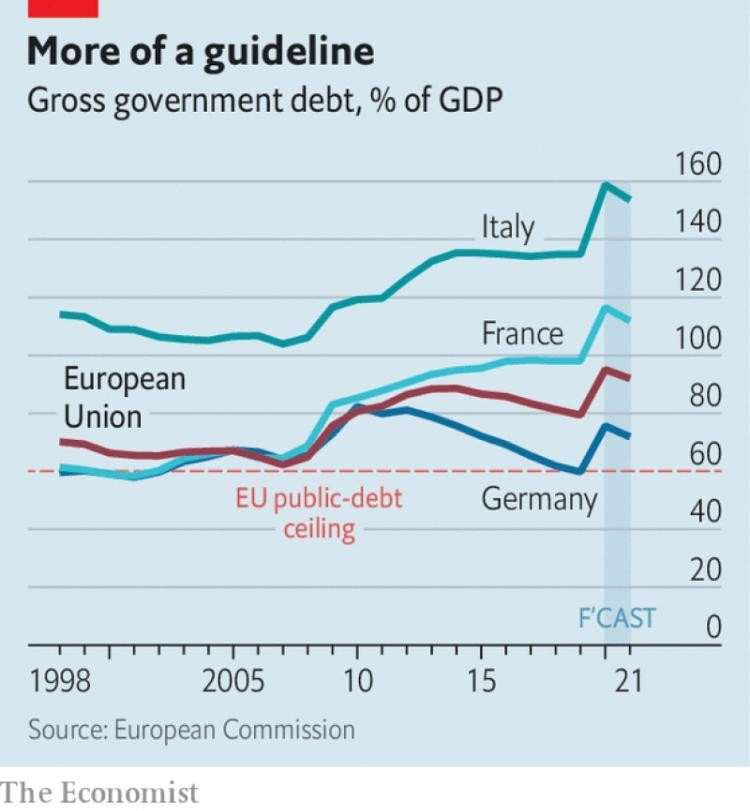 More of a guideline
Gross government debt, % of GDP
160
Italy
140
120
France
100
European
Union
80
60
EU public-debt
ceiling
Germany
40
20
F'CAST
0
1998
2005
10
15
21
Source: European Commission
The Economist